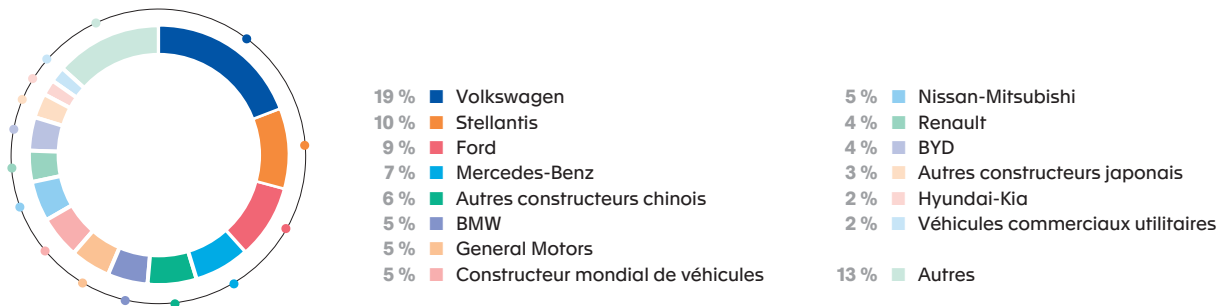 19 % Volkswagen
10 % Stellantis
9 % Ford
7 % Mercedes-Benz
6 % Autres constructeurs chinois
5 % BMW
5 % General Motors
5 % Constructeur mondial de véhicules
5 % Nissan-Mitsubishi
4 % Renault
4 % BYD
3 % Autres constructeurs japonais
2 % Hyundai-Kia
2 % Véhicules commerciaux utilitaires
13 % Autres